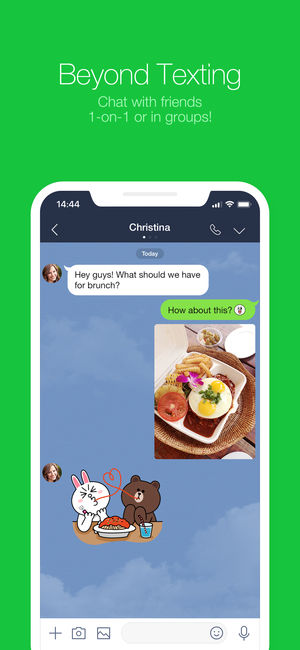 Beyond Texting
Chat with friends
1-on-1 or in groups!
14:44
Christina
Today
Hey guys! What should we have
for brunch?
How about this?